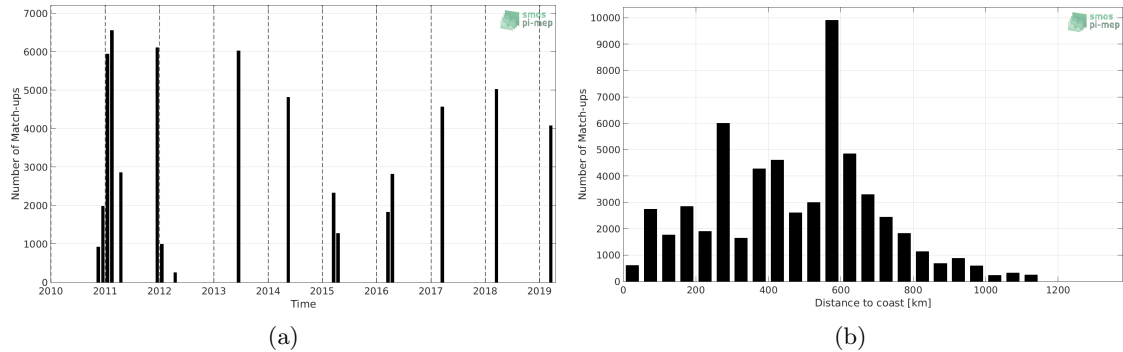 smos
pi-mep
7000
6000
5000
4000
3000
2000
1000
0
Number of Match-ups
2010 2011 2012 2013 2014 2015 2016 2017 2018 2019
Time
(a)
smos
pi-mep
10000
9000
8000
7000
6000
5000
4000
3000
2000
1000
0
Number of Match-ups
0 200 400 600 800 1000 1200
Distance to coast [km]
(b)